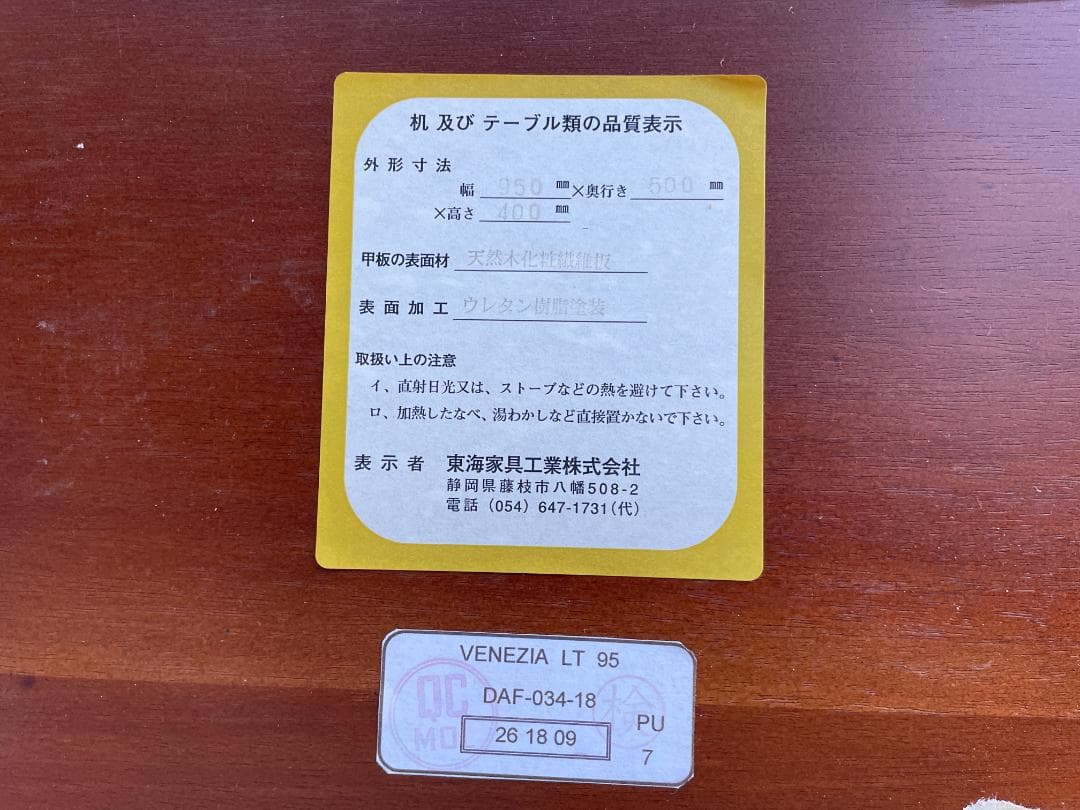 机 及び テーブル類の品質表示
外形寸法
幅 950 mm×奥行き 500 mm
×高さ 400 mm
甲板の表面材 天然木化粧繊維板
表面加工 ウレタン樹脂塗装
取扱い上の注意
イ、直射日光又は、ストーブなどの熱を避けて下さい。
ロ、加熱したなべ、湯わかしなど直接置かないで下さい。
表示者 東海家具工業株式会社
静岡県藤枝市八幡508-2
電話 (054) 647-1731(代)
VENEZIA LT 95
DAF-034-18
QC 検
MO PU
26 18 09
7